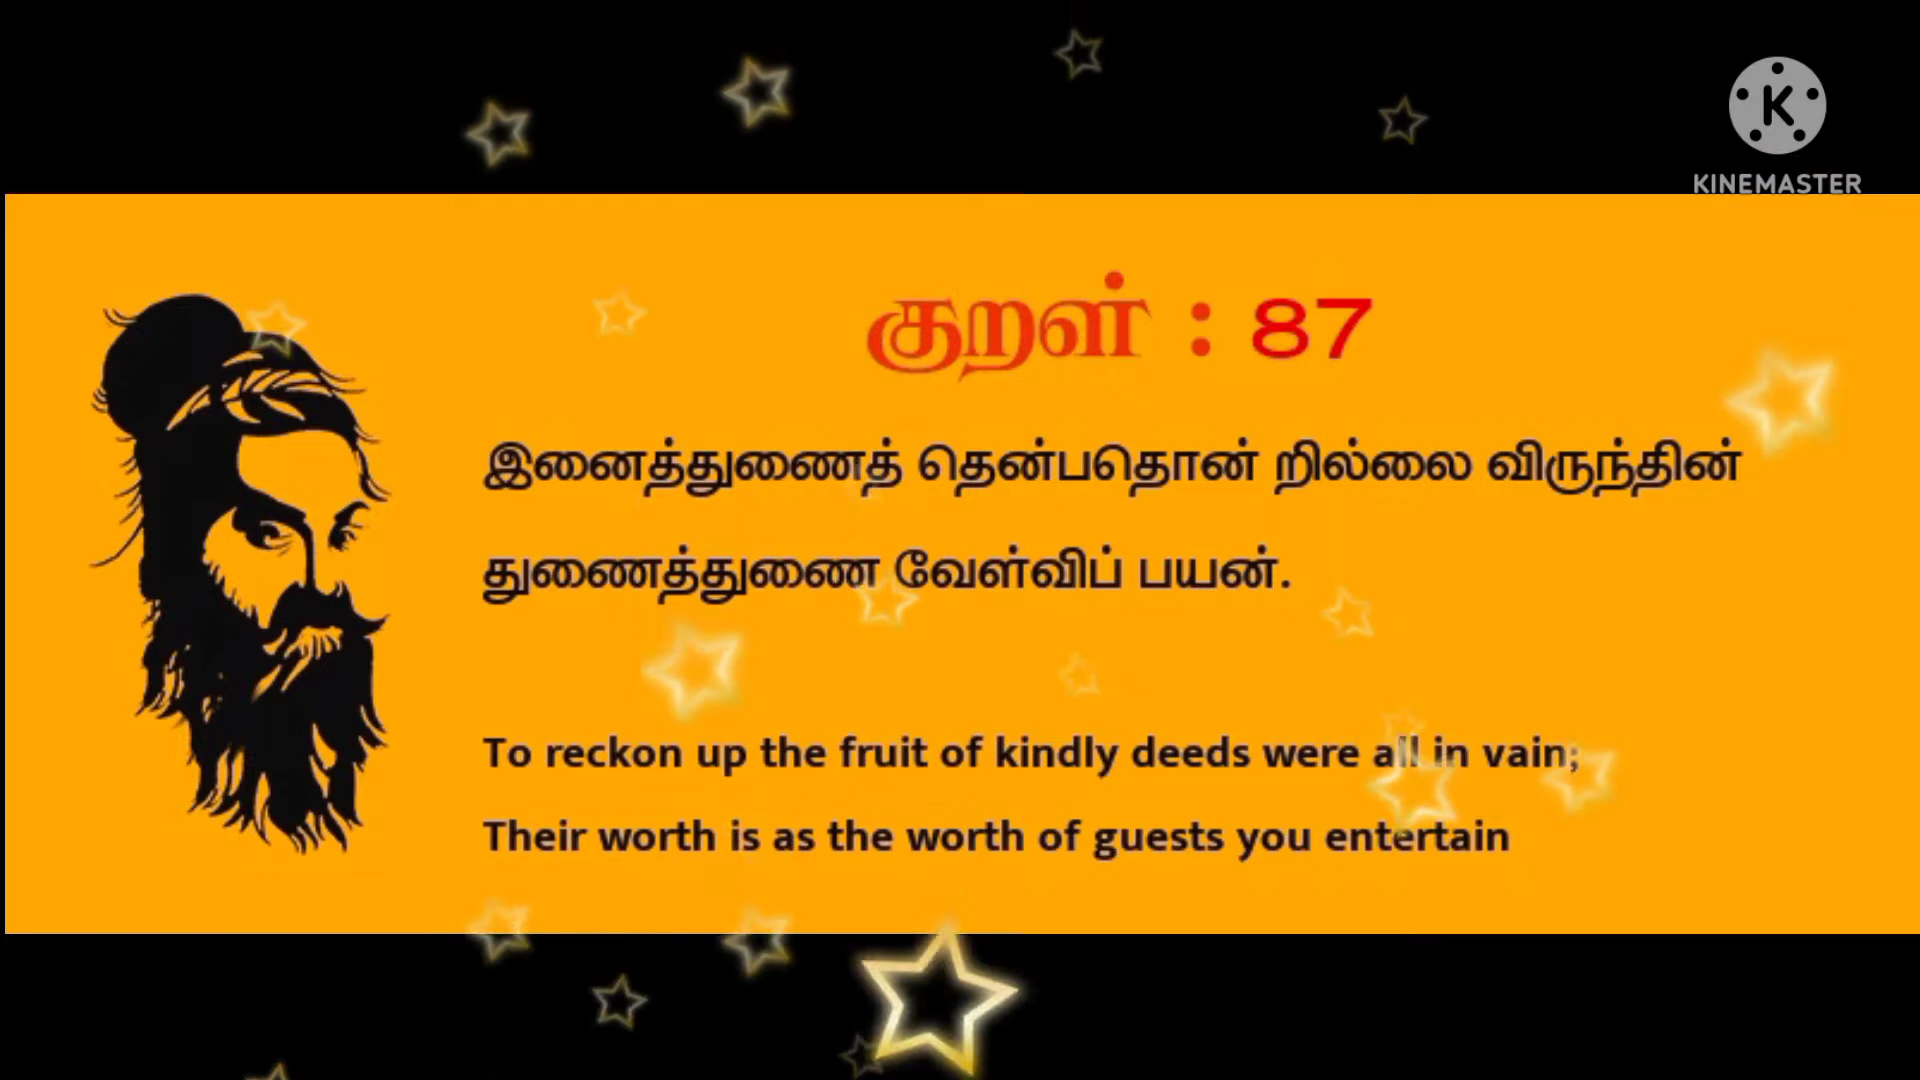 KINEMASTER
குறள் : 87
இனைத்துணைத் தென்பதொன் றில்லை விருந்தின்
துணைத்துணை வேள்விப் பயன்.
To reckon up the fruit of kindly deeds were all in vain;
Their worth is as the worth of guests you entertain